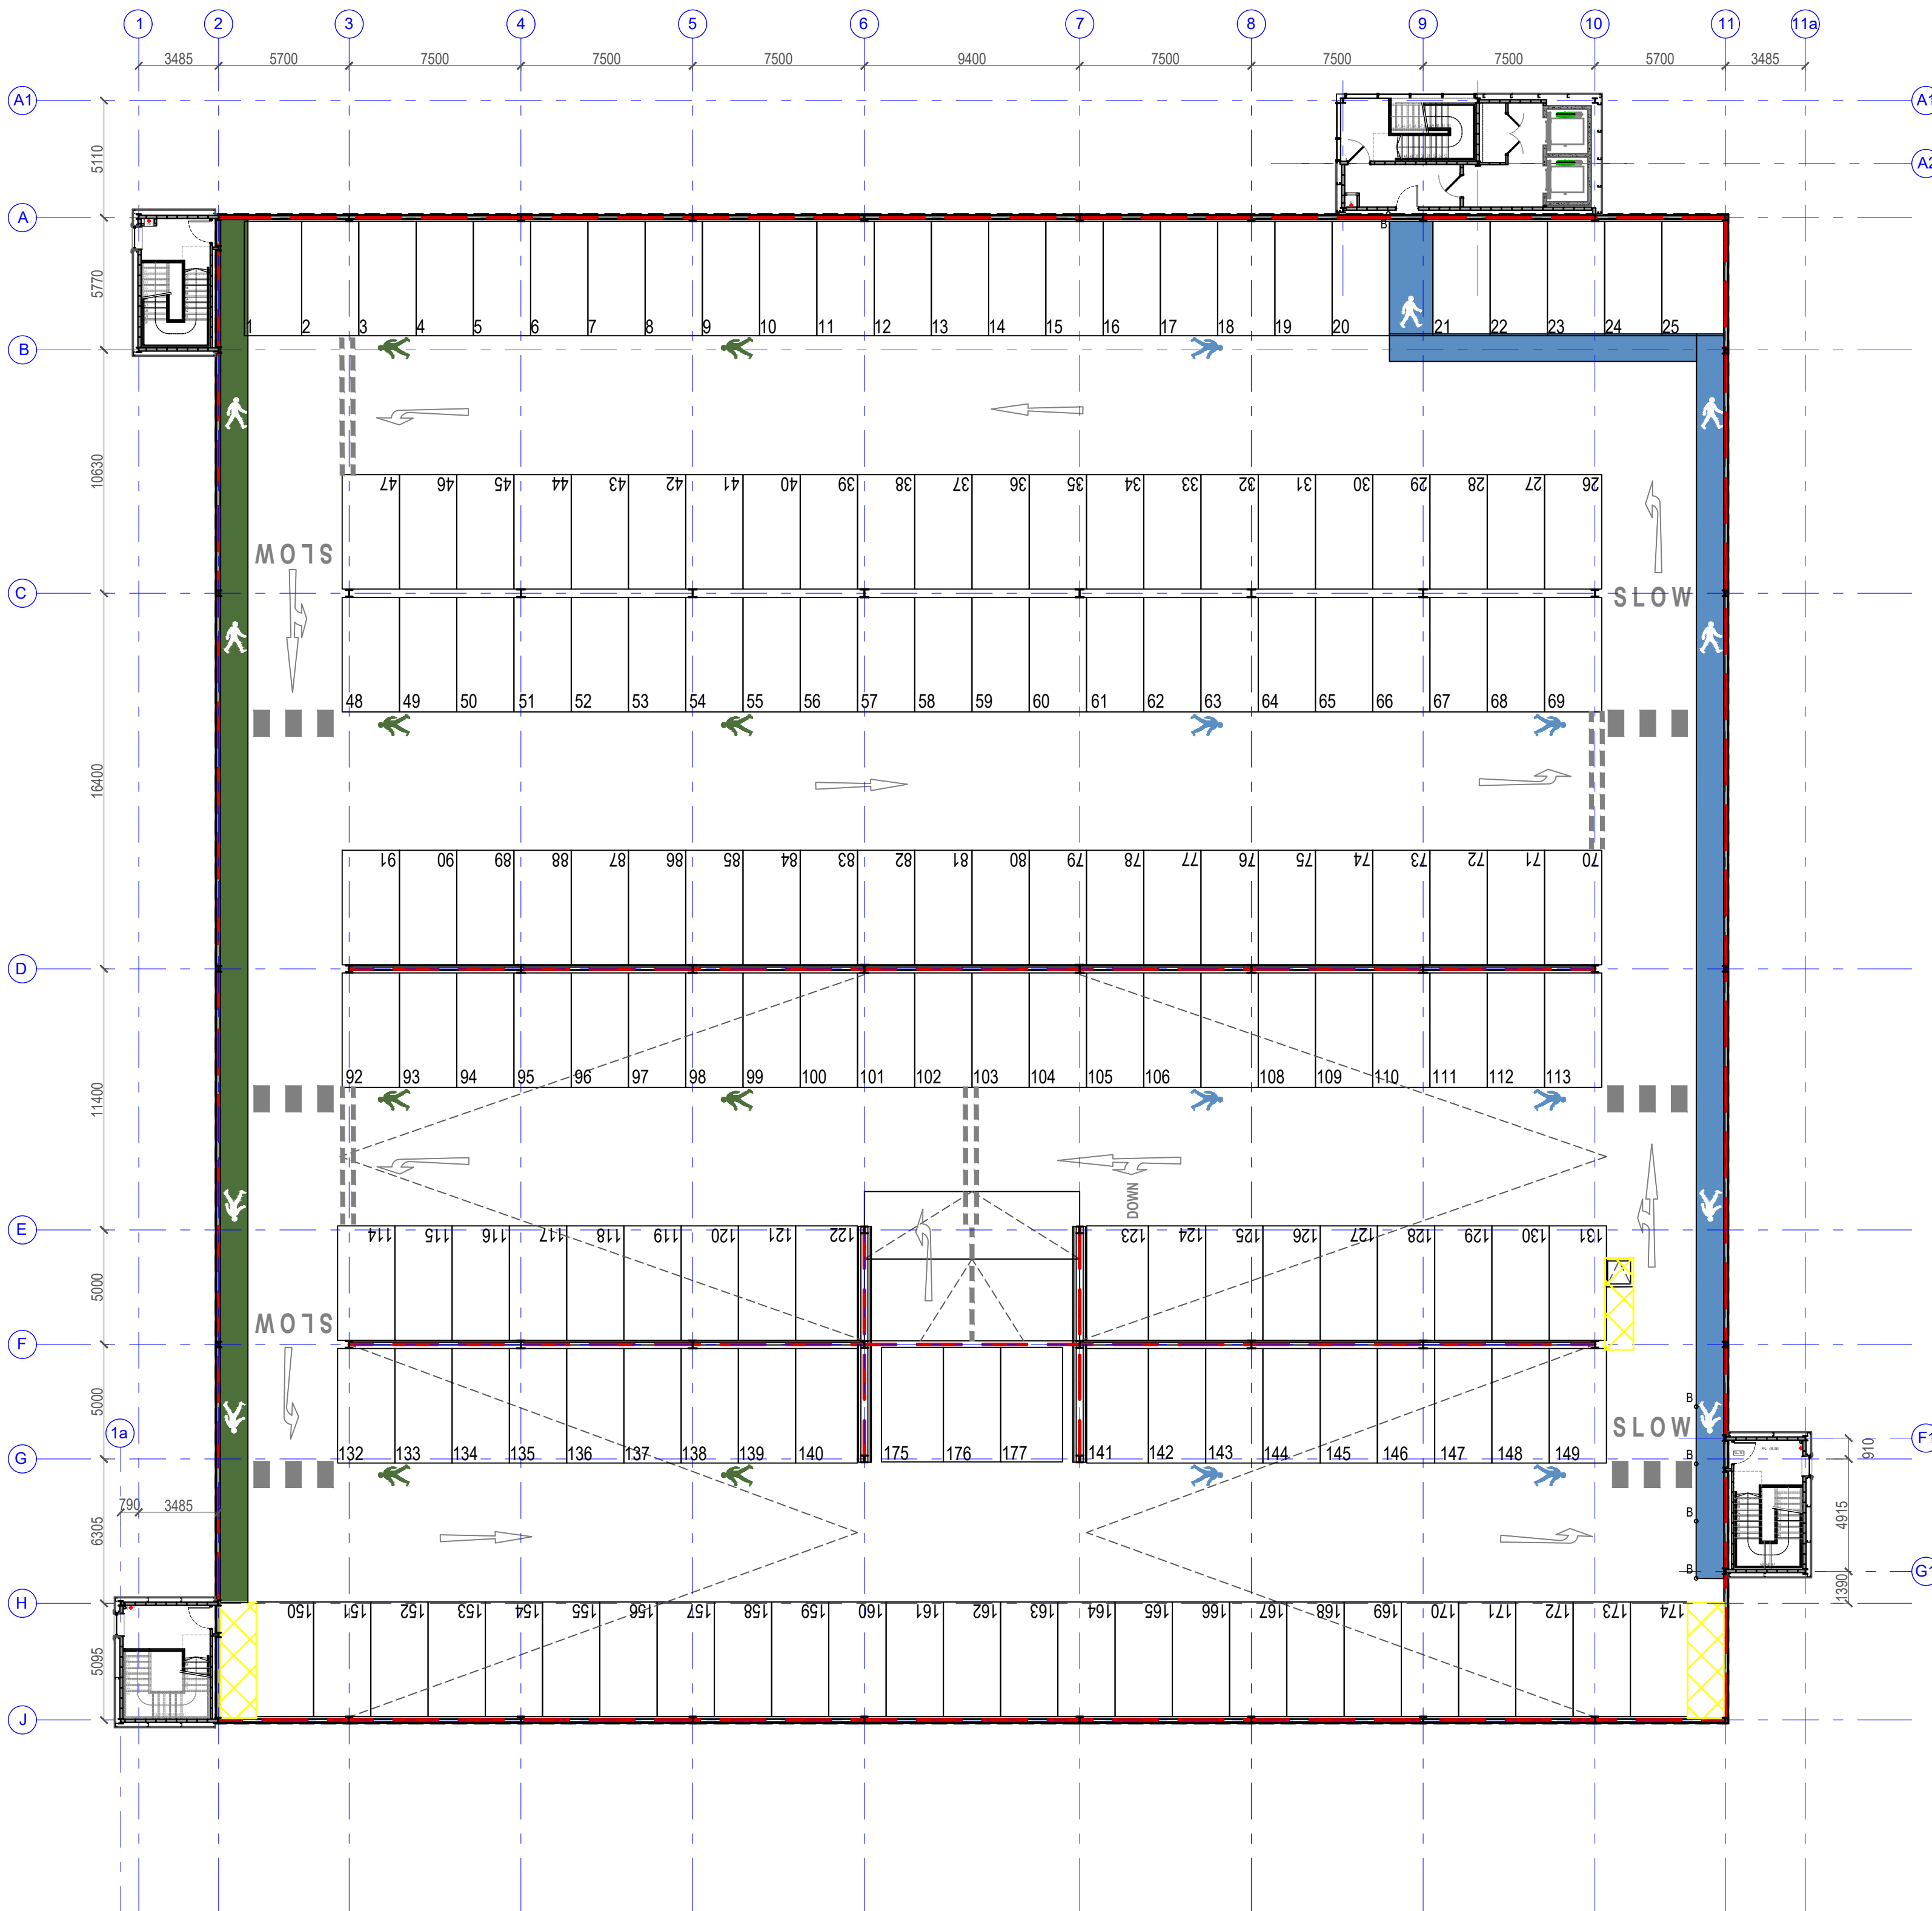 1 2 3 4 5 6 7 8 9 10 11 11a
3485 5700 7500 7500 7500 9400 7500 7500 7500 5700 3485
A1 A1
A2
5110
A
B
1 2 3 4 5 6 7 8 9 10 11 12 13 14 15 16 17 18 19 20 21 22 23 24 25
5770
B
10630
47 46 45 44 43 42 41 40 39 38 37 36 35 34 33 32 31 30 29 28 27 26
SLOW
C
SLOW
48 49 50 51 52 53 54 55 56 57 58 59 60 61 62 63 64 65 66 67 68 69
16400
91 90 89 88 87 86 85 84 83 82 81 80 79 78 77 76 75 74 73 72 71 70
D
92 93 94 95 96 97 98 99 100 101 102 103 104 105 106 108 109 110 111 112 113
11400
DOWN
E
114 115 116 117 118 119 120 121 122 123 124 125 126 127 128 129 130 131
5000
SLOW
F
5000
B
SLOW
1a
F1
910
132 133 134 135 136 137 138 139 140 175 176 177 141 142 143 144 145 146 147 148 149
B
G
790 3485
B
4915
6305
B
G1
1390
H
150 151 152 153 154 155 156 157 158 159 160 161 162 163 164 165 166 167 168 169 170 171 172 173 174
5095
J